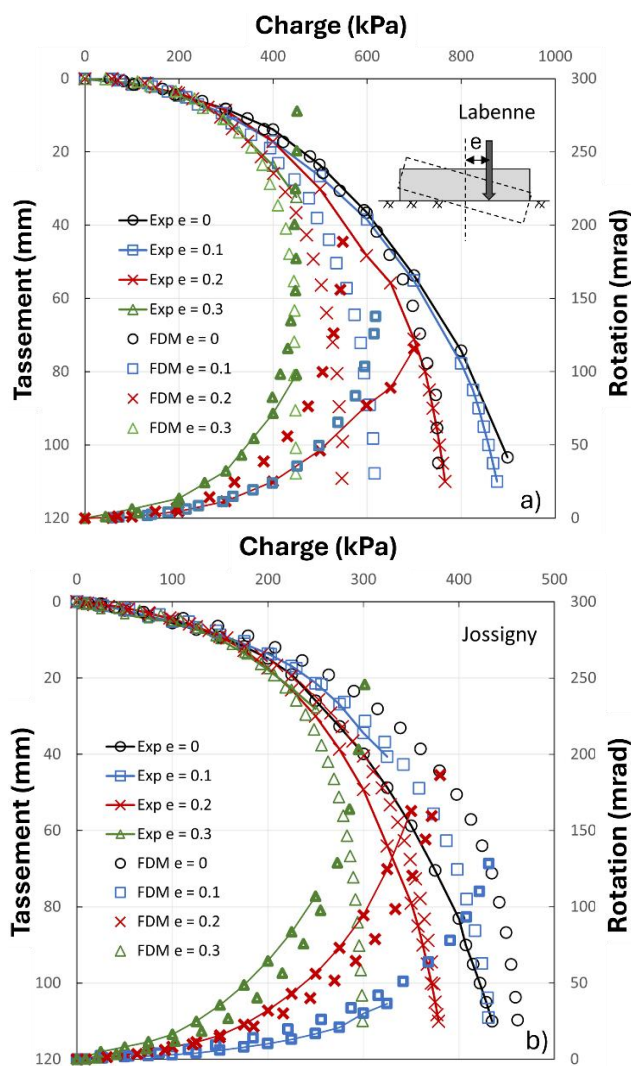 Charge (kPa)
0 200 400 600 800 1000
0 20 40 60 80 100 120
Tassement (mm)
300 250 200 150 100 50 0
Rotation (mrad)
Labenne
e
Exp e = 0
Exp e = 0.1
Exp e = 0.2
Exp e = 0.3
FDM e = 0
FDM e = 0.1
FDM e = 0.2
FDM e = 0.3
a)
Charge (kPa)
0 100 200 300 400 500
0 20 40 60 80 100 120
Tassement (mm)
300 250 200 150 100 50 0
Rotation (mrad)
Jossigny
Exp e = 0
Exp e = 0.1
Exp e = 0.2
Exp e = 0.3
FDM e = 0
FDM e = 0.1
FDM e = 0.2
FDM e = 0.3
b)